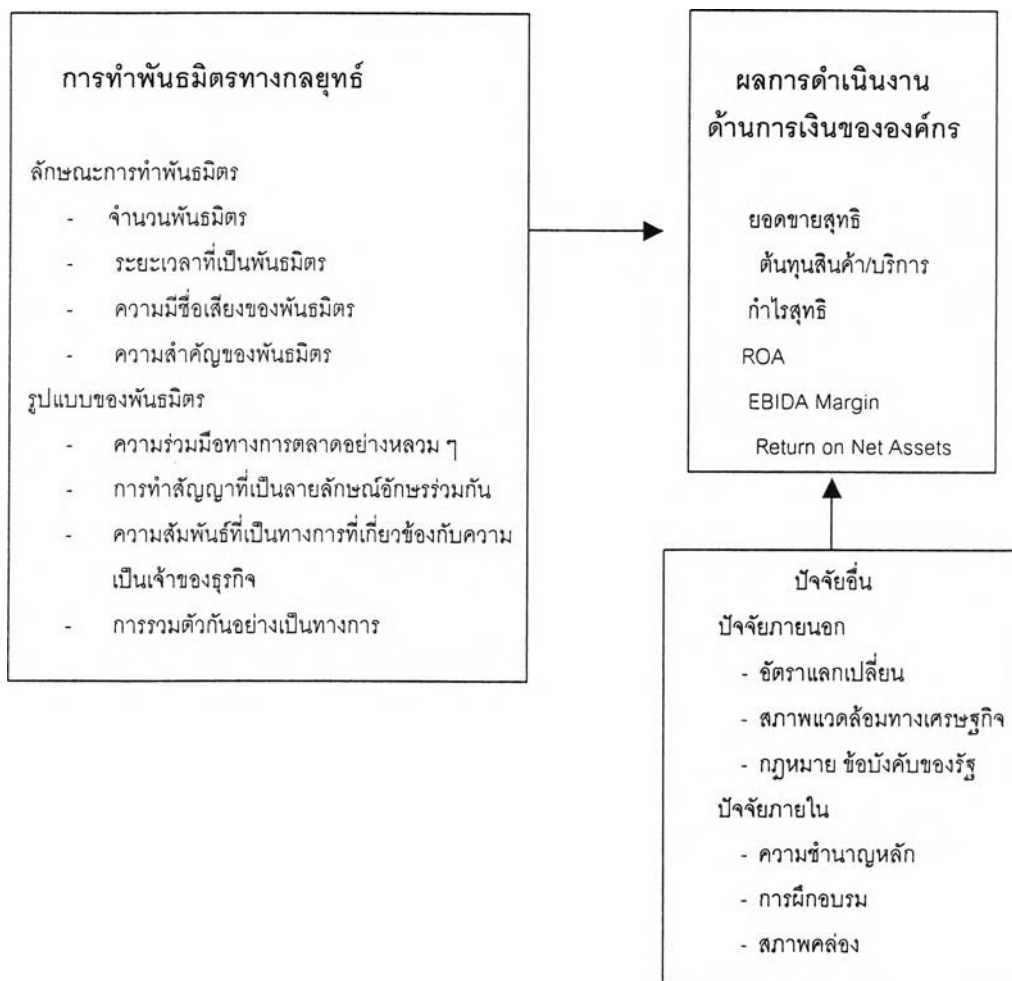 การทำพันธมิตรทางกลยุทธ์
ลักษณะการทำพันธมิตร
- จำนวนพันธมิตร
- ระยะเวลาที่เป็นพันธมิตร
- ความมีชื่อเสียงของพันธมิตร
- ความสำคัญของพันธมิตร
รูปแบบของพันธมิตร
- ความร่วมมือทางการตลาดอย่างหลวม ๆ
- การทำสัญญาที่เป็นลายลักษณ์อักษรร่วมกัน
- ความสัมพันธ์ที่เป็นทางการที่เกี่ยวข้องกับความ
เป็นเจ้าของธุรกิจ
- การรวมตัวกันอย่างเป็นทางการ
ผลการดำเนินงาน
ด้านการเงินขององค์กร
ยอดขายสุทธิ
ต้นทุนสินค้า/บริการ
กำไรสุทธิ
ROA
EBIDA Margin
Return on Net Assets
ปัจจัยอื่น
ปัจจัยภายนอก
- อัตราแลกเปลี่ยน
- สภาพแวดล้อมทางเศรษฐกิจ
- กฎหมาย ข้อบังคับของรัฐ
ปัจจัยภายใน
- ความชำนาญหลัก
- การฝึกอบรม
- สภาพคล่อง